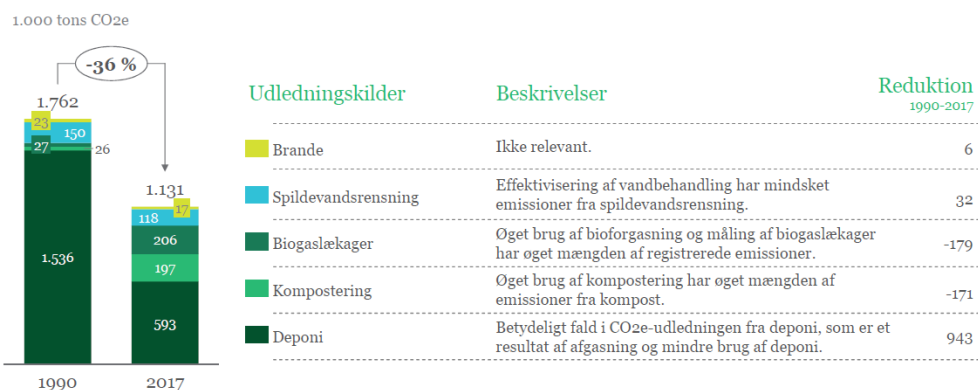 1.000 tons CO2e
-36 %
1.762
23
150
27
26
1.536
1990
1.131
17
118
206
197
593
2017
Udledningskilder Beskrivelser Reduktion
1990-2017
Brande Ikke relevant. 6
Spildevandsrensning Effektivisering af vandbehandling har mindsket
emissioner fra spildevandsrensning. 32
Biogaslækager Øget brug af bioforgasning og måling af biogaslækager
har øget mængden af registrerede emissioner. -179
Kompostering Øget brug af kompostering har øget mængden af
emissioner fra kompost. -171
Deponi Betydeligt fald i CO2e-udledningen fra deponi, som er et
resultat af afgasning og mindre brug af deponi. 943